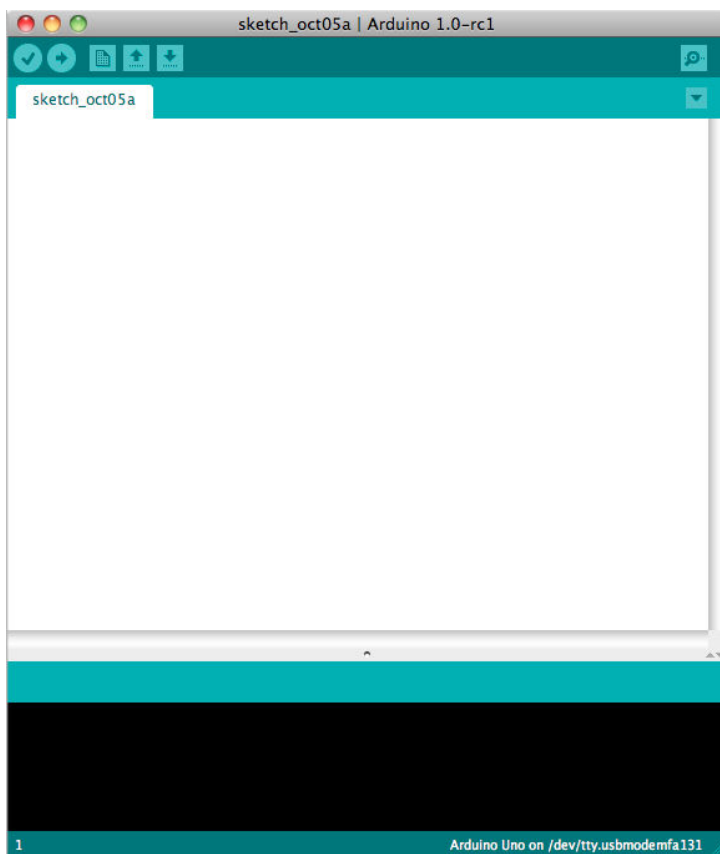 sketch_oct05a | Arduino 1.0-rc1
sketch_oct05a
1 Arduino Uno on /dev/tty.usbmodemfa131